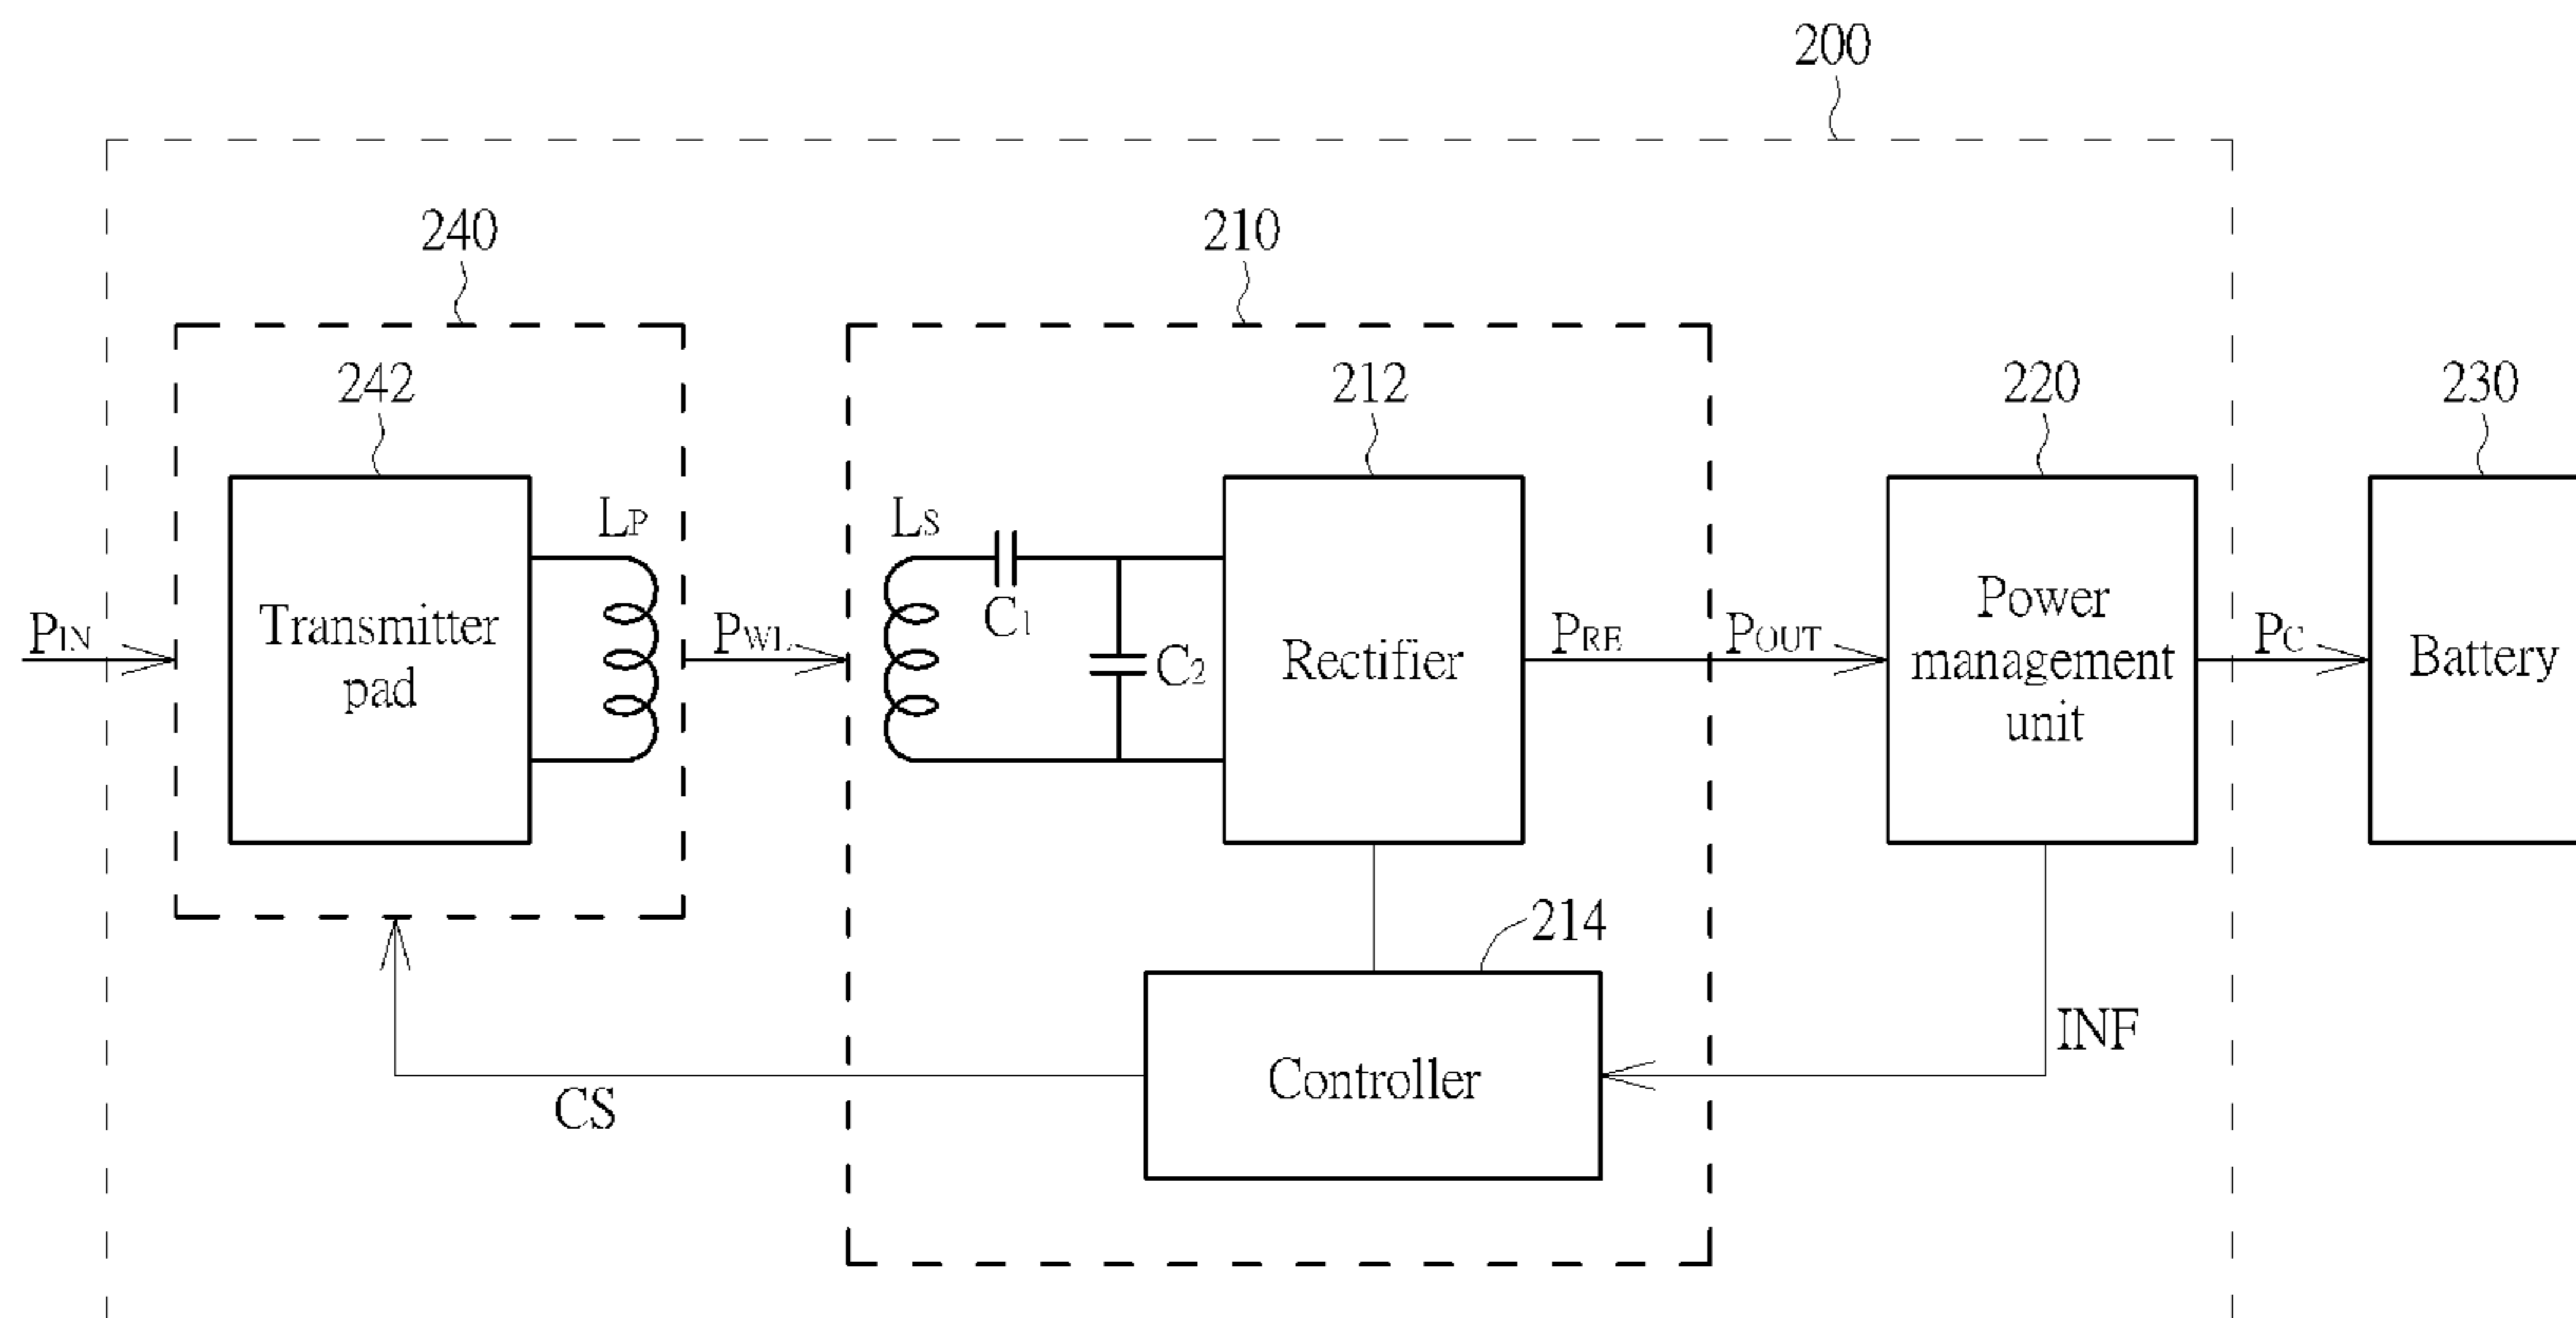 200
240
210
242
212
220
230
LP
LS
C1
C2
PIN
Transmitter
pad
PWL
Rectifier
PRE
POUT
Power
management
unit
PC
Battery
214
INF
Controller
CS